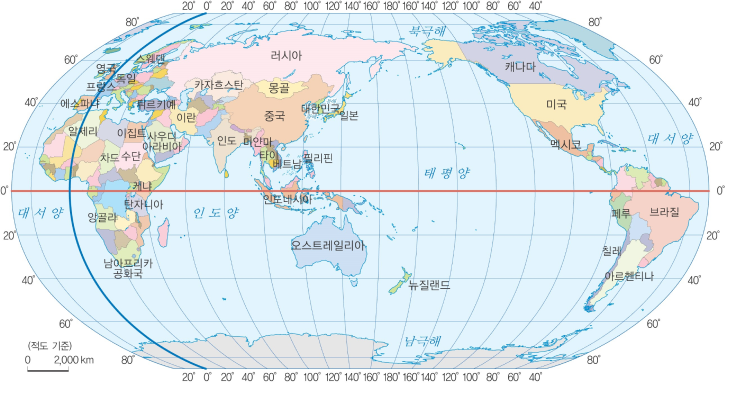 20° 0° 20° 40° 60° 80° 100° 120° 140° 160° 180° 160° 140° 120° 100° 80° 60° 40°
80° 북극해 80°
60° 스웨덴 러시아 60°
영국 독일 캐나다
프랑스 카자흐스탄 몽골
40° 에스파냐 튀르키예 대한민국 미국 40°
이란 중국 일본
알제리 이집트 사우디아라비아 인도 미얀마 멕시코 대서양
20° 차드 수단 타이 베트남 필리핀 태평양 20°
케냐
0° 0°
탄자니아 인도네시아
대서양 앙골라 인도양 페루 브라질
20° 20°
오스트레일리아 칠레
남아프리카 공화국 아르헨티나
40° 뉴질랜드 40°
60° 60°
(적도 기준) 남극해
0 2,000 km 80° 80°
20° 0° 20° 40° 60° 80° 100° 120° 140° 160° 180° 160° 140° 120° 100° 80° 60° 40°